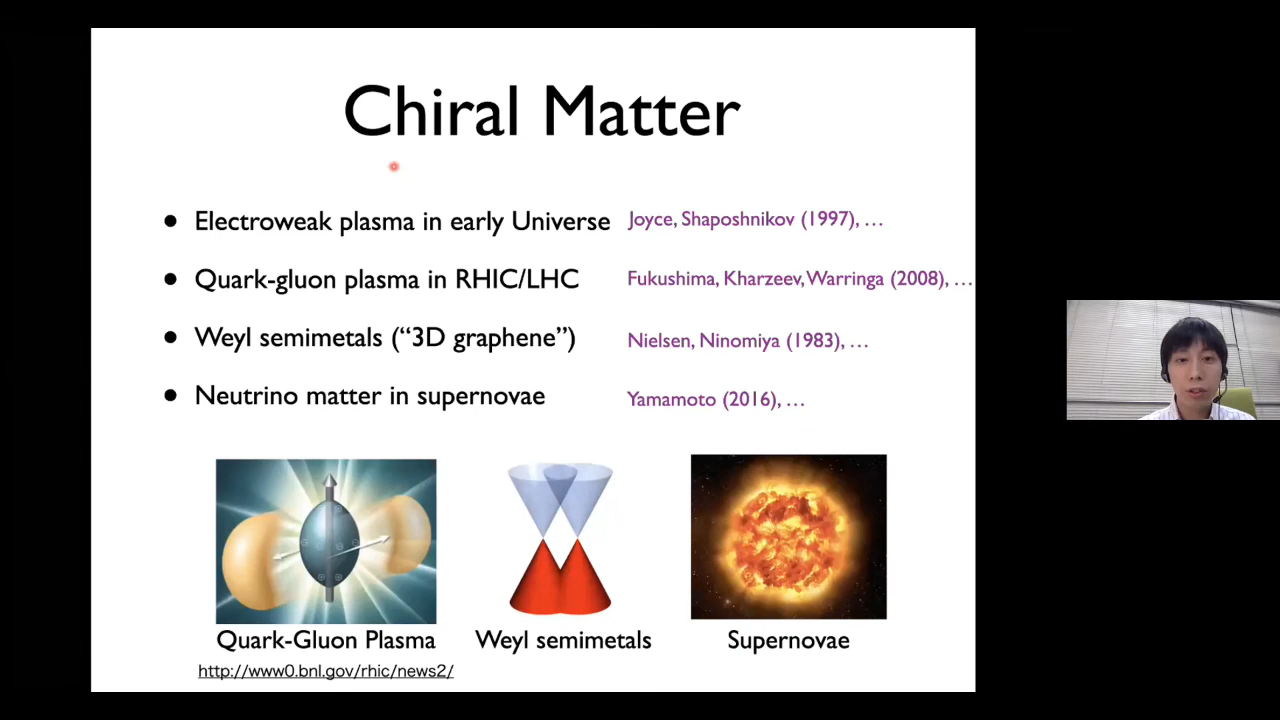 Chiral Matter
• Electroweak plasma in early Universe Joyce, Shaposhnikov (1997), …
• Quark-gluon plasma in RHIC/LHC Fukushima, Kharzeev, Warringa (2008), …
• Weyl semimetals (“3D graphene”) Nielsen, Ninomiya (1983), …
• Neutrino matter in supernovae Yamamoto (2016), …
Quark-Gluon Plasma Weyl semimetals Supernovae
http://www0.bnl.gov/rhic/news2/